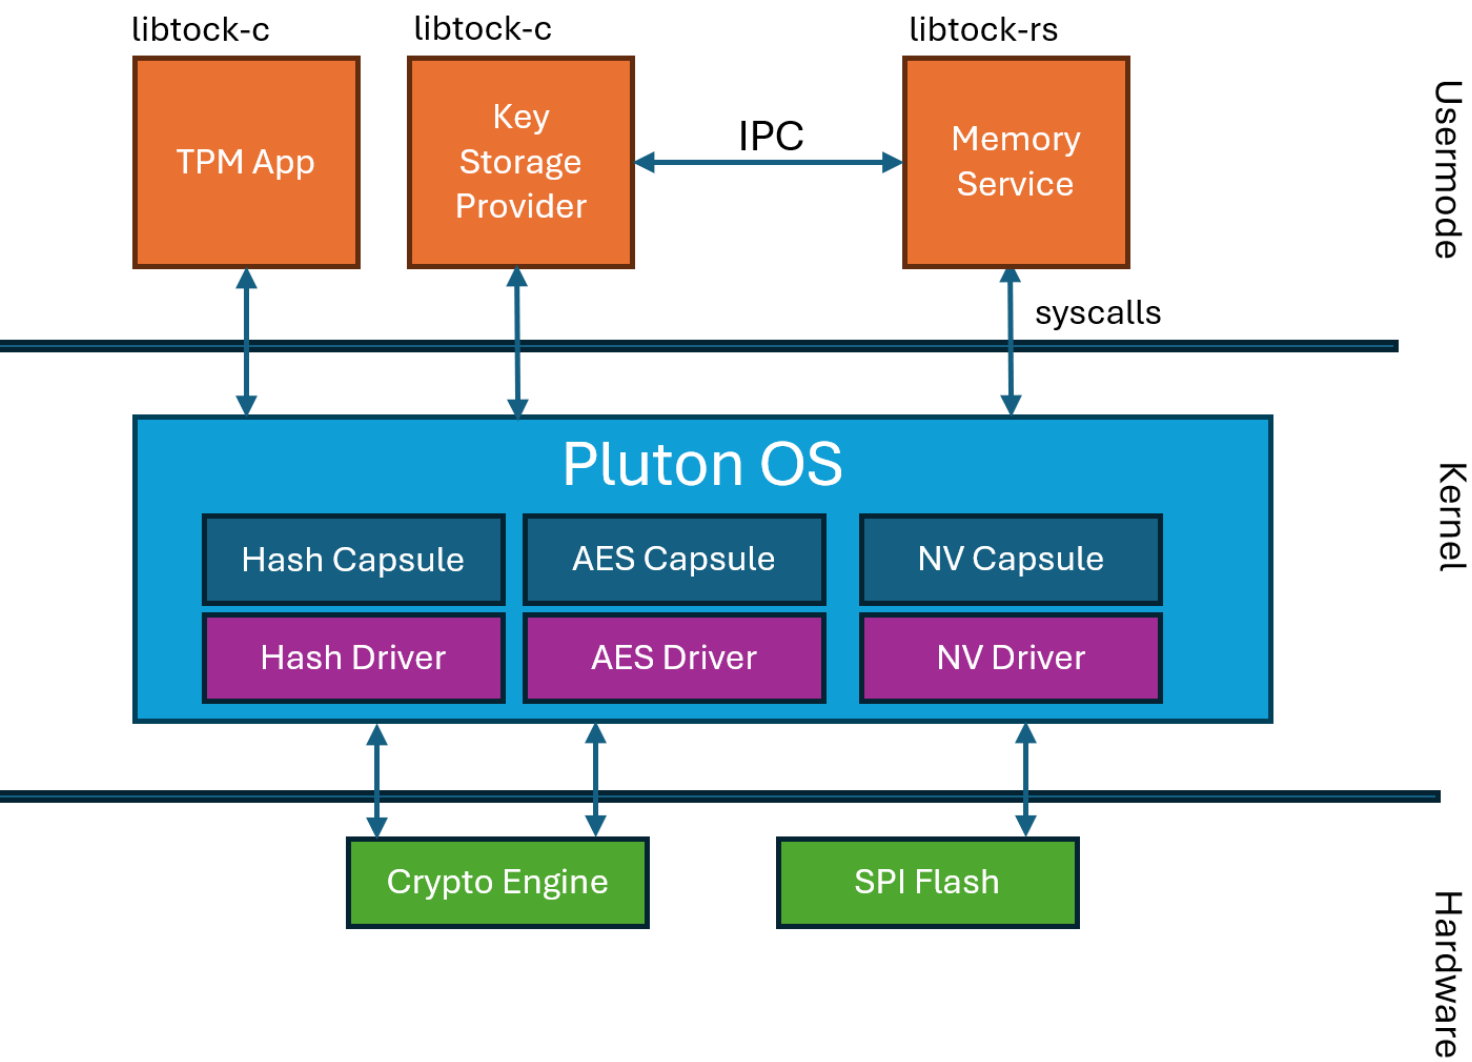 libtock-c
libtock-c
libtock-rs
TPM App
Key
Storage
Provider
IPC
Memory
Service
Usermode
syscalls
Pluton OS
Hash Capsule
AES Capsule
NV Capsule
Hash Driver
AES Driver
NV Driver
Kernel
Crypto Engine
SPI Flash
Hardware